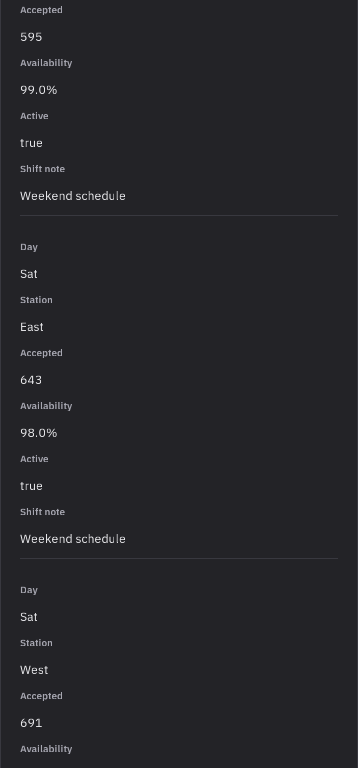 Accepted
595
Availability
99.0%
Active
true
Shift note
Weekend schedule
Day
Sat
Station
East
Accepted
643
Availability
98.0%
Active
true
Shift note
Weekend schedule
Day
Sat
Station
West
Accepted
691
Availability